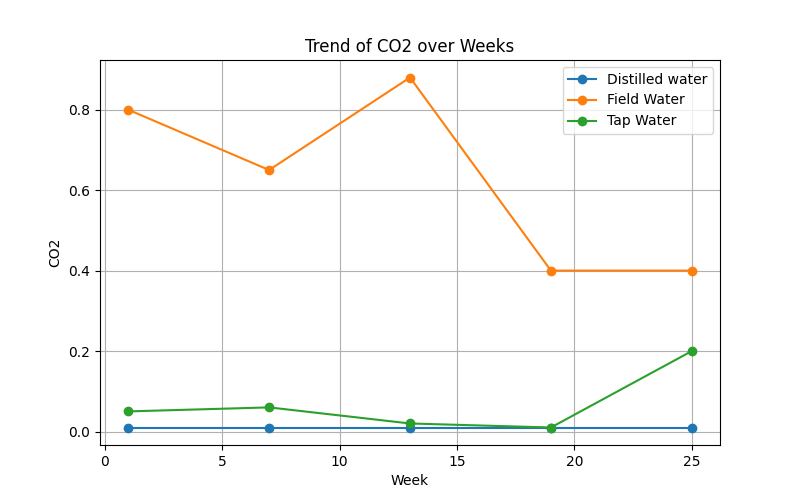 Trend of CO2 over Weeks
Distilled water
Field Water
Tap Water
CO2
0.8
0.6
0.4
0.2
0.0
0 5 10 15 20 25
Week